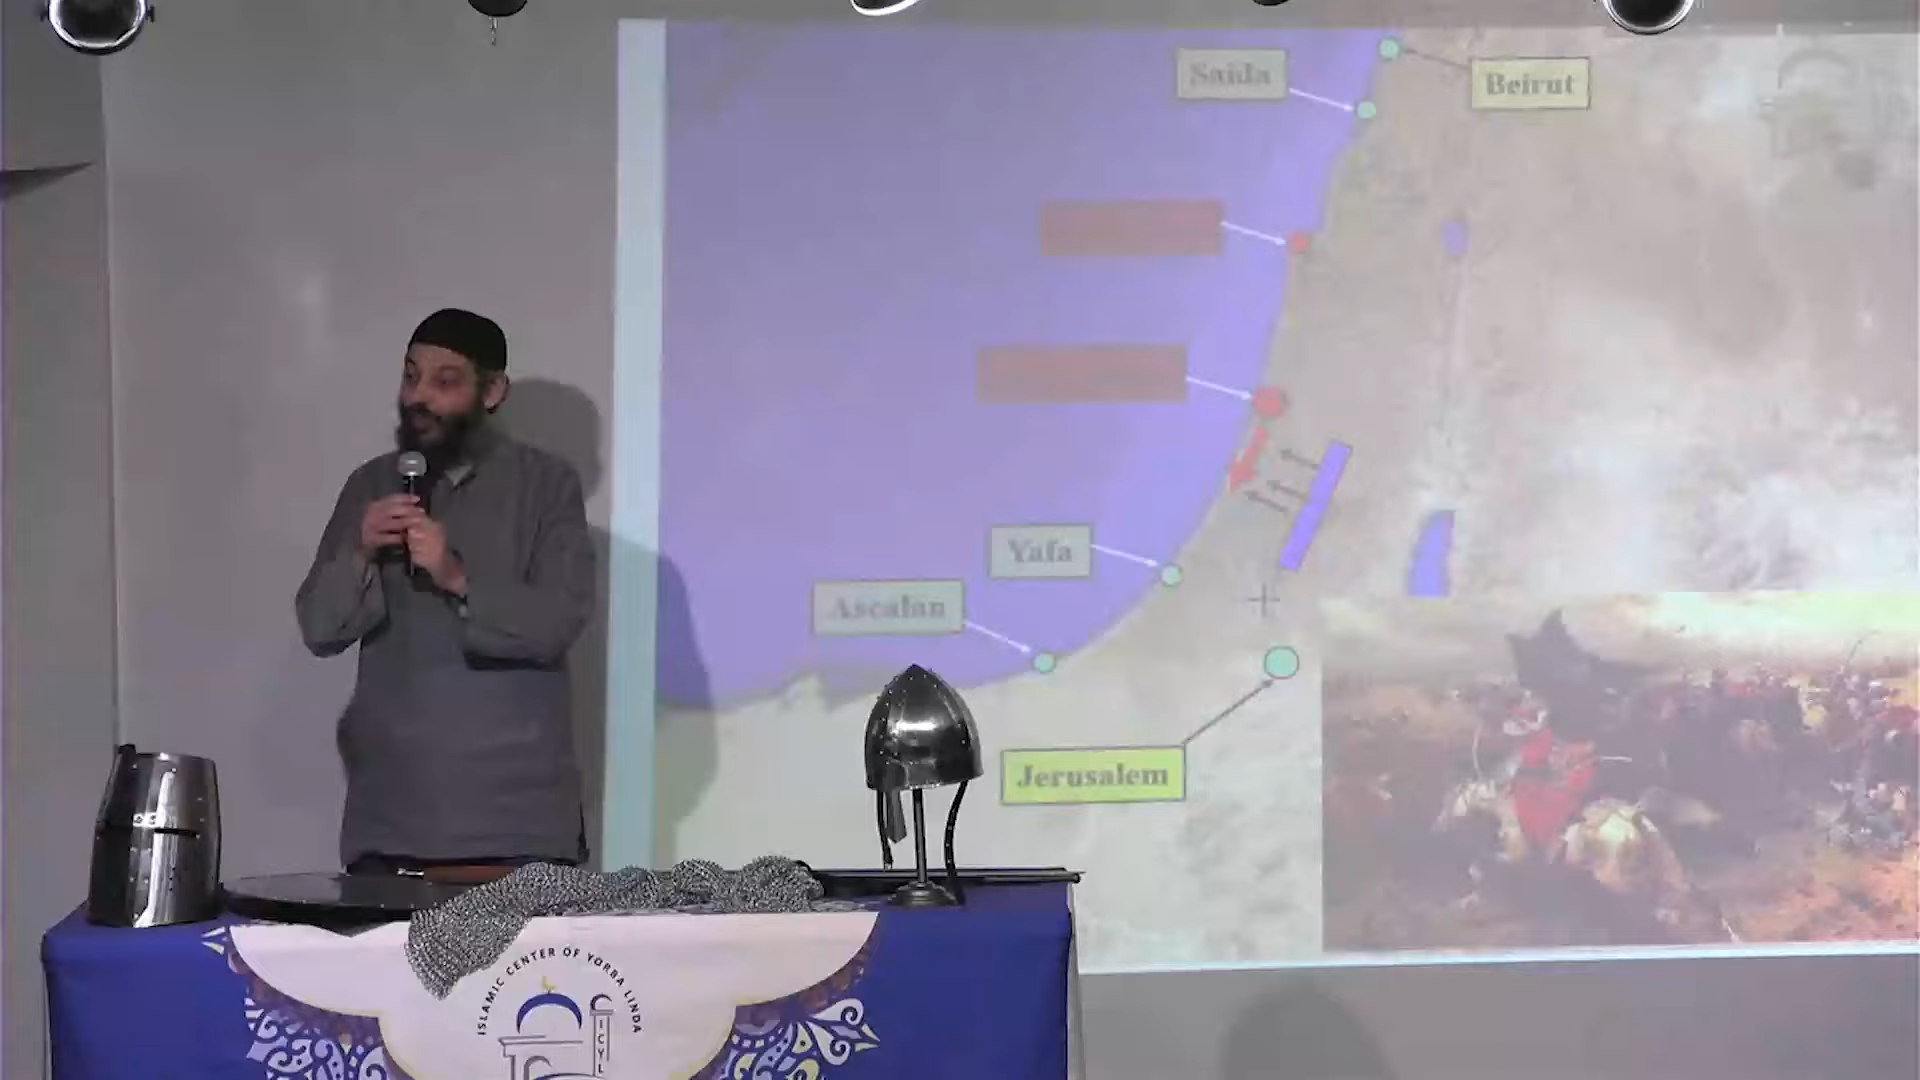 Saida
Beirut
Yafa
Ascalan
Jerusalem
ISLAMIC CENTER OF YORBA LINDA
ICYL